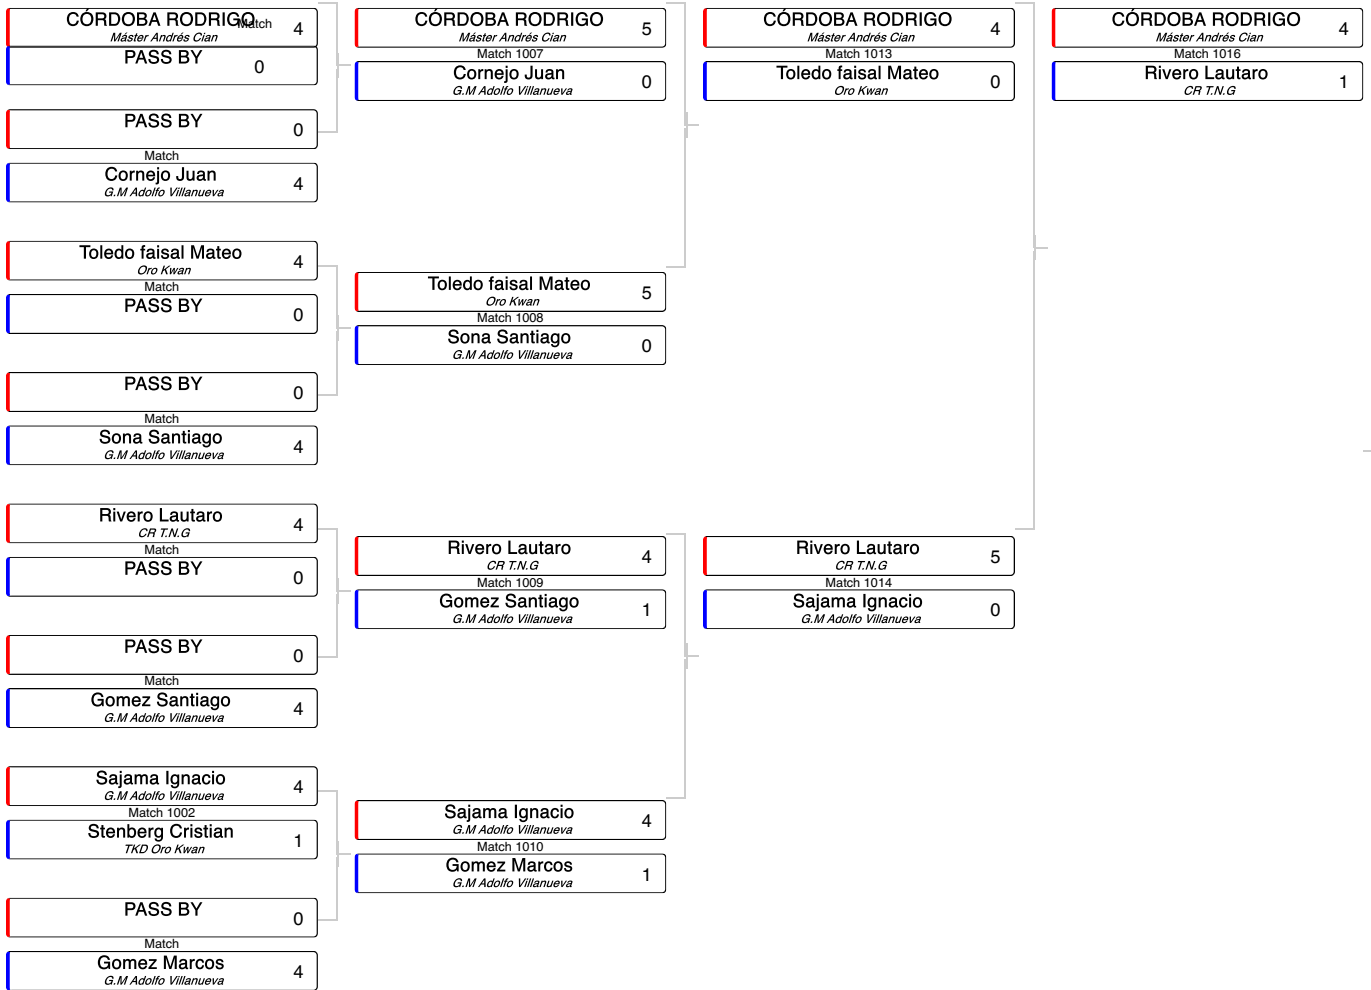 CÓRDOBA RODRIGO
Match
Máster Andrés Cian
4
PASS BY
0
PASS BY
0
Match
Cornejo Juan
G.M Adolfo Villanueva
4
Toledo faisal Mateo
Oro Kwan
4
Match
PASS BY
0
PASS BY
0
Match
Sona Santiago
G.M Adolfo Villanueva
4
Rivero Lautaro
CR T.N.G
4
Match
PASS BY
0
PASS BY
0
Match
Gomez Santiago
G.M Adolfo Villanueva
4
Sajama Ignacio
G.M Adolfo Villanueva
4
Match 1002
Stenberg Cristian
TKD Oro Kwan
1
PASS BY
0
Match
Gomez Marcos
G.M Adolfo Villanueva
4
CÓRDOBA RODRIGO
Máster Andrés Cian
5
Match 1007
Cornejo Juan
G.M Adolfo Villanueva
0
Toledo faisal Mateo
Oro Kwan
5
Match 1008
Sona Santiago
G.M Adolfo Villanueva
0
Rivero Lautaro
CR T.N.G
4
Match 1009
Gomez Santiago
G.M Adolfo Villanueva
1
Sajama Ignacio
G.M Adolfo Villanueva
4
Match 1010
Gomez Marcos
G.M Adolfo Villanueva
1
CÓRDOBA RODRIGO
Máster Andrés Cian
4
Match 1013
Toledo faisal Mateo
Oro Kwan
0
Rivero Lautaro
CR T.N.G
5
Match 1014
Sajama Ignacio
G.M Adolfo Villanueva
0
CÓRDOBA RODRIGO
Máster Andrés Cian
4
Match 1016
Rivero Lautaro
CR T.N.G
1